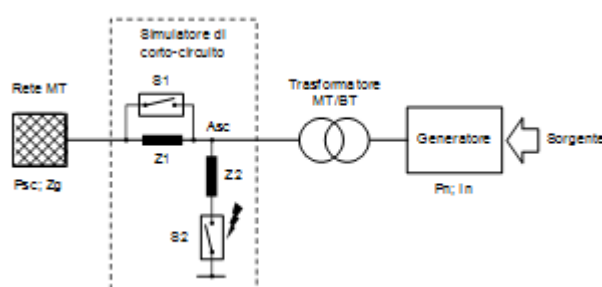 Simulatore di
corto-circuito
S1
Rete MT
Trasformatore
MT/BT
Asc
Generatore
Sorgente
Z1
Z2
Psc; Zg
Pn; In
S2